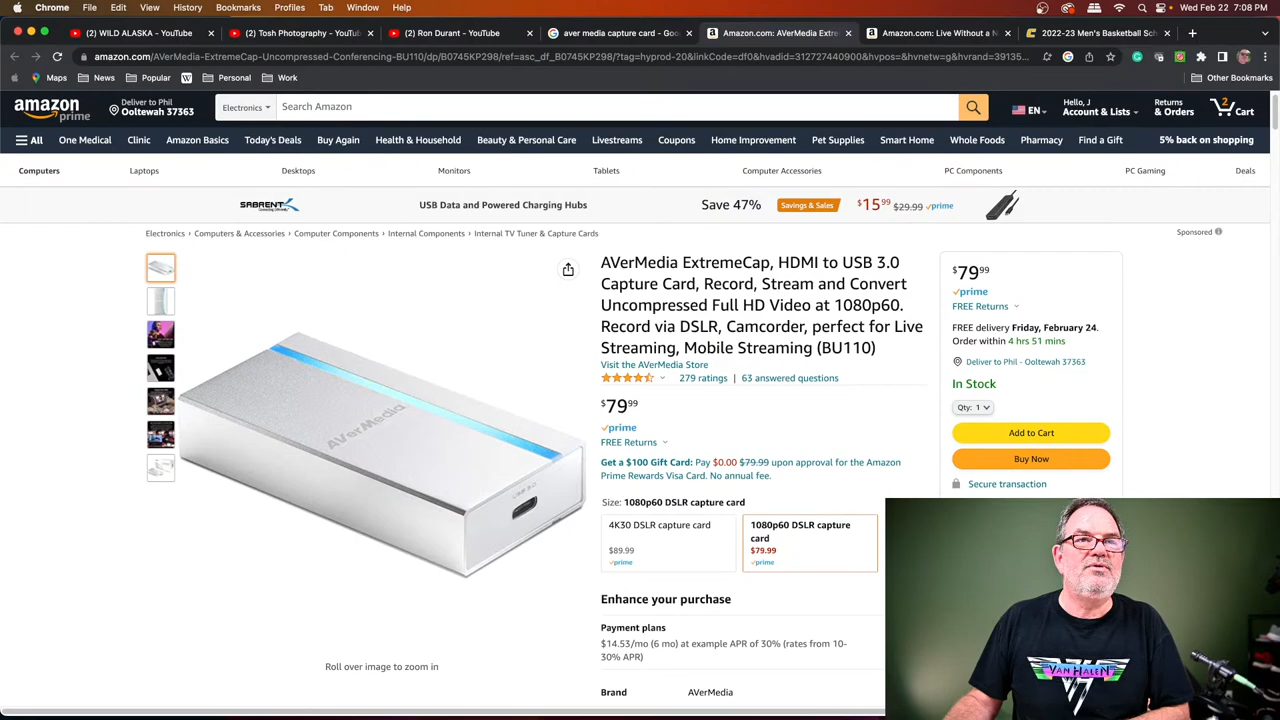 Chrome File Edit View History Bookmarks Profiles Tab Window Help
Wed Feb 22 7:08 PM
(2) WILD ALASKA - YouTube
(2) Tosh Photography - YouTub
(2) Ron Durant - YouTube
aver media capture card - Goo
Amazon.com: AVerMedia Extre
Amazon.com: Live Without a N
2022-23 Men's Basketball Sch
amazon.com/AVerMedia-ExtremeCap-Uncompressed-Conferencing-BU110/dp/B0745KP298/ref=asc_df_B0745KP298/?tag=hyprod-20&linkCode=df0&hvadid=312727440900&hvpos=&hvnetw=g&hvrand=39135...
Maps News Popular Personal Work Other Bookmarks
amazon prime
Deliver to Phil
Ooltewah 37363
Electronics
Search Amazon
EN
Hello, J
Account & Lists
Returns
& Orders
2
Cart
All One Medical Clinic Amazon Basics Today's Deals Buy Again Health & Household Beauty & Personal Care Livestreams Coupons Home Improvement Pet Supplies Smart Home Whole Foods Pharmacy Find a Gift 5% back on shopping
Computers Laptops Desktops Monitors Tablets Computer Accessories PC Components PC Gaming Deals
SABRENT USB Data and Powered Charging Hubs Save 47% Savings & Sales $15 99 $29.99 prime
Electronics › Computers & Accessories › Computer Components › Internal Components › Internal TV Tuner & Capture Cards
Sponsored
AVerMedia ExtremeCap, HDMI to USB 3.0
Capture Card, Record, Stream and Convert
Uncompressed Full HD Video at 1080p60.
Record via DSLR, Camcorder, perfect for Live
Streaming, Mobile Streaming (BU110)
Visit the AVerMedia Store
279 ratings | 63 answered questions
$79 99
prime
FREE Returns
Get a $100 Gift Card: Pay $0.00 $79.99 upon approval for the Amazon
Prime Rewards Visa Card. No annual fee.
Size: 1080p60 DSLR capture card
4K30 DSLR capture card
$89.99
prime
1080p60 DSLR capture
card
$79.99
prime
Enhance your purchase
Payment plans
$14.53/mo (6 mo) at example APR of 30% (rates from 10-
30% APR)
Brand AVerMedia
AVerMedia
USB 3.0
Roll over image to zoom in
$79 99
prime
FREE Returns
FREE delivery Friday, February 24.
Order within 4 hrs 51 mins
Deliver to Phil - Ooltewah 37363
In Stock
Qty: 1
Add to Cart
Buy Now
Secure transaction
VAN HALEN